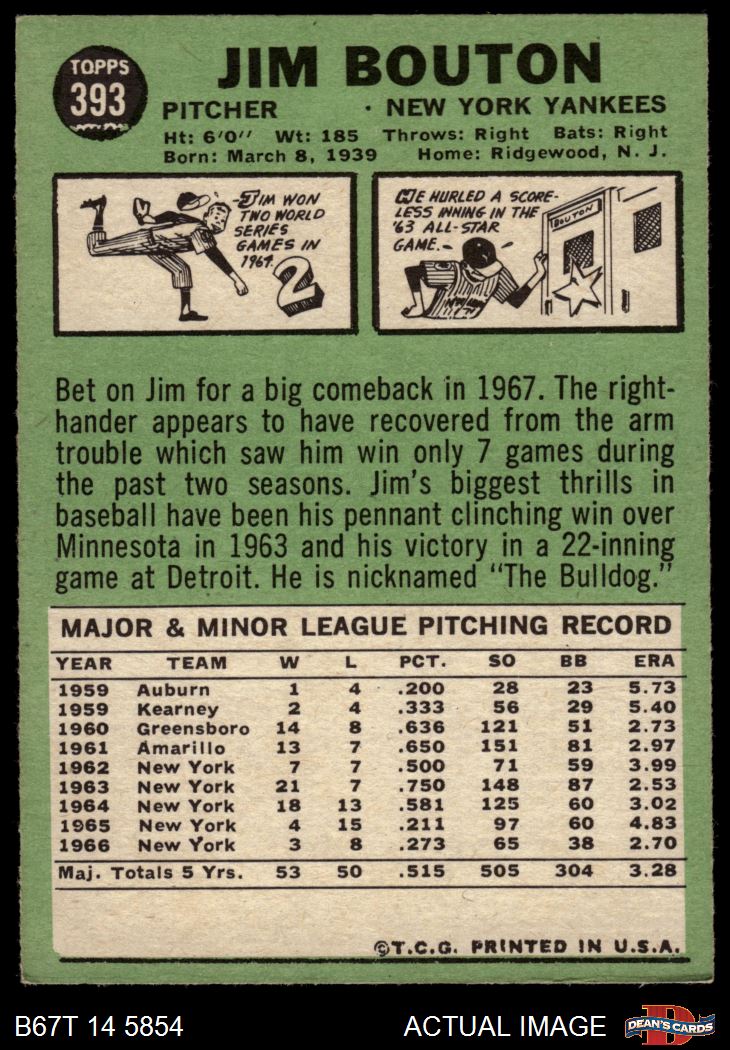 TOPPS
393
JIM BOUTON
PITCHER · NEW YORK YANKEES
Ht: 6'0" Wt: 185 Throws: Right Bats: Right
Born: March 8, 1939 Home: Ridgewood, N. J.
JIM WON
TWO WORLD
SERIES
GAMES IN
1964.
2
HE HURLED A SCORE-
LESS INNING IN THE
'63 ALL-STAR
GAME.-
BOUTON
NEW YORK
Bet on Jim for a big comeback in 1967. The right-
hander appears to have recovered from the arm
trouble which saw him win only 7 games during
the past two seasons. Jim's biggest thrills in
baseball have been his pennant clinching win over
Minnesota in 1963 and his victory in a 22-inning
game at Detroit. He is nicknamed "The Bulldog."
MAJOR & MINOR LEAGUE PITCHING RECORD
YEAR TEAM W L PCT. SO BB ERA
1959 Auburn 1 4 .200 28 23 5.73
1959 Kearney 2 4 .333 56 29 5.40
1960 Greensboro 14 8 .636 121 51 2.73
1961 Amarillo 13 7 .650 151 81 2.97
1962 New York 7 7 .500 71 59 3.99
1963 New York 21 7 .750 148 87 2.53
1964 New York 18 13 .581 125 60 3.02
1965 New York 4 15 .211 97 60 4.83
1966 New York 3 8 .273 65 38 2.70
Maj. Totals 5 Yrs. 53 50 .515 505 304 3.28
©T.C.G. PRINTED IN U.S.A.
B67T 14 5854
ACTUAL IMAGE
D
DEAN'S CARDS